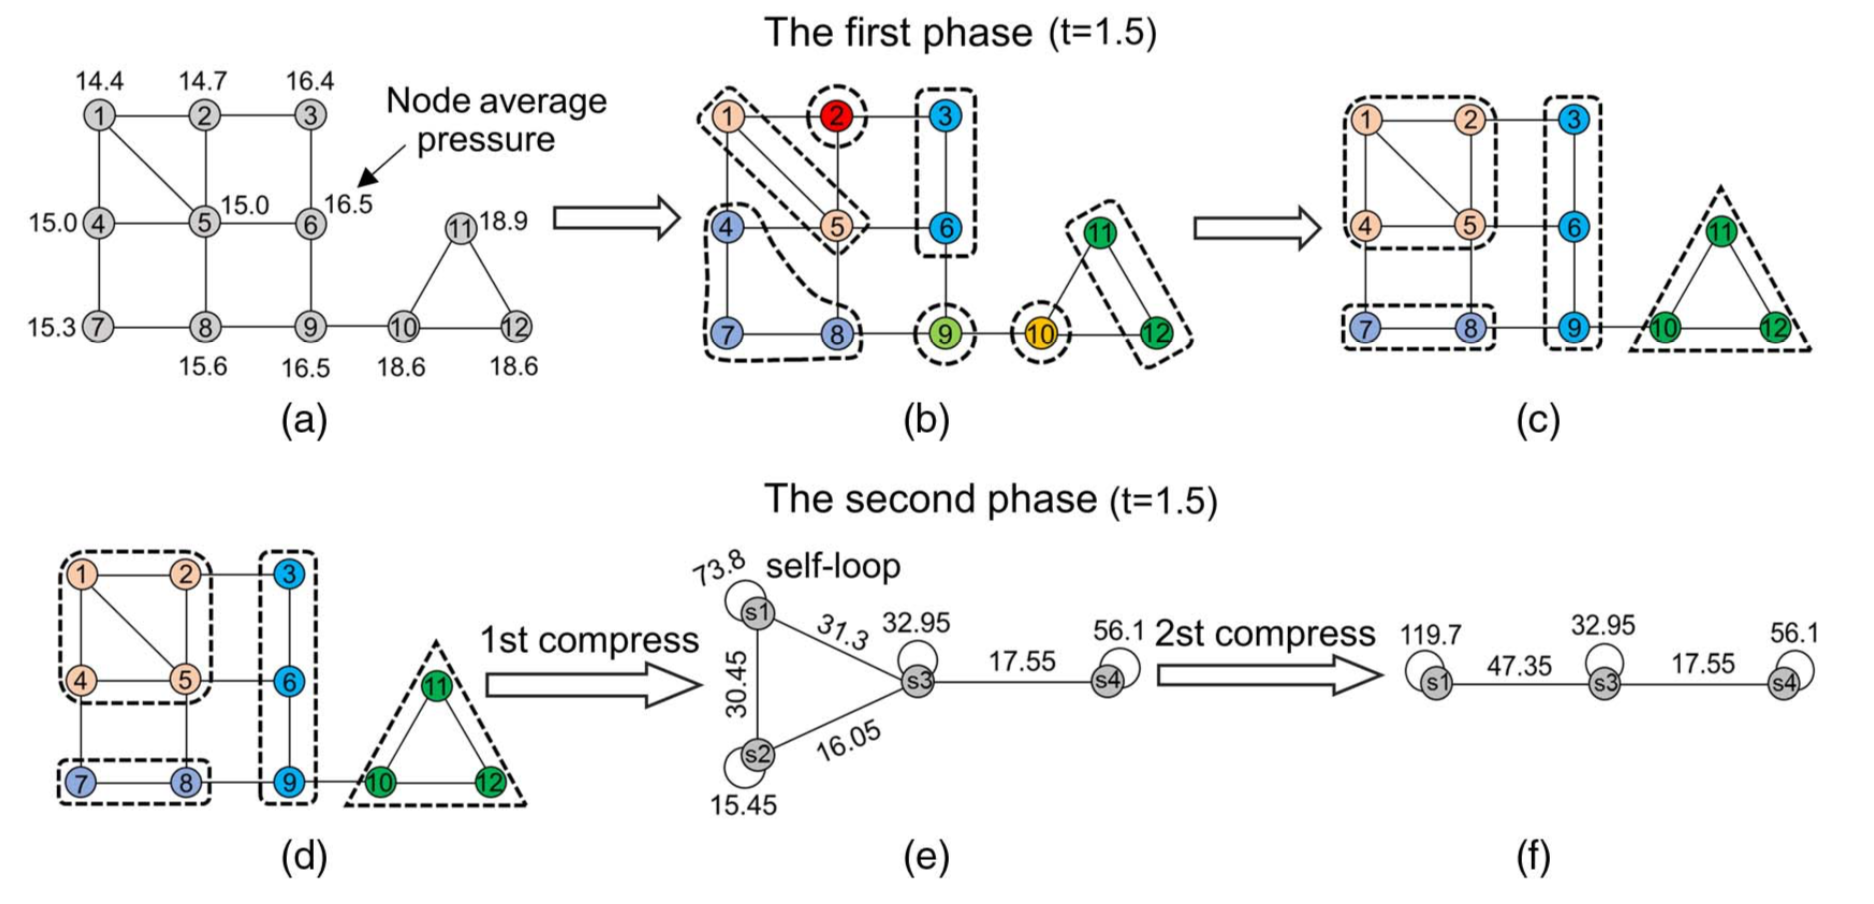 The first phase (t=1.5)
14.4 14.7 16.4
Node average
pressure
1 2 3
15.0 4 5 15.0 6 16.5
11 18.9
15.3 7 8 9 10 12
15.6 16.5 18.6 18.6
(a)
1 2 3
4 5 6
11
7 8 9 10 12
(b)
1 2 3
4 5 6
11
7 8 9 10 12
(c)
The second phase (t=1.5)
1 2 3
4 5 6
11
7 8 9 10 12
(d)
1st compress
73.8 self-loop
s1
31.3 32.95
30.45
s3 17.55 s4 56.1
16.05
s2
15.45
(e)
2st compress
119.7 32.95 56.1
s1 47.35 s3 17.55 s4
(f)